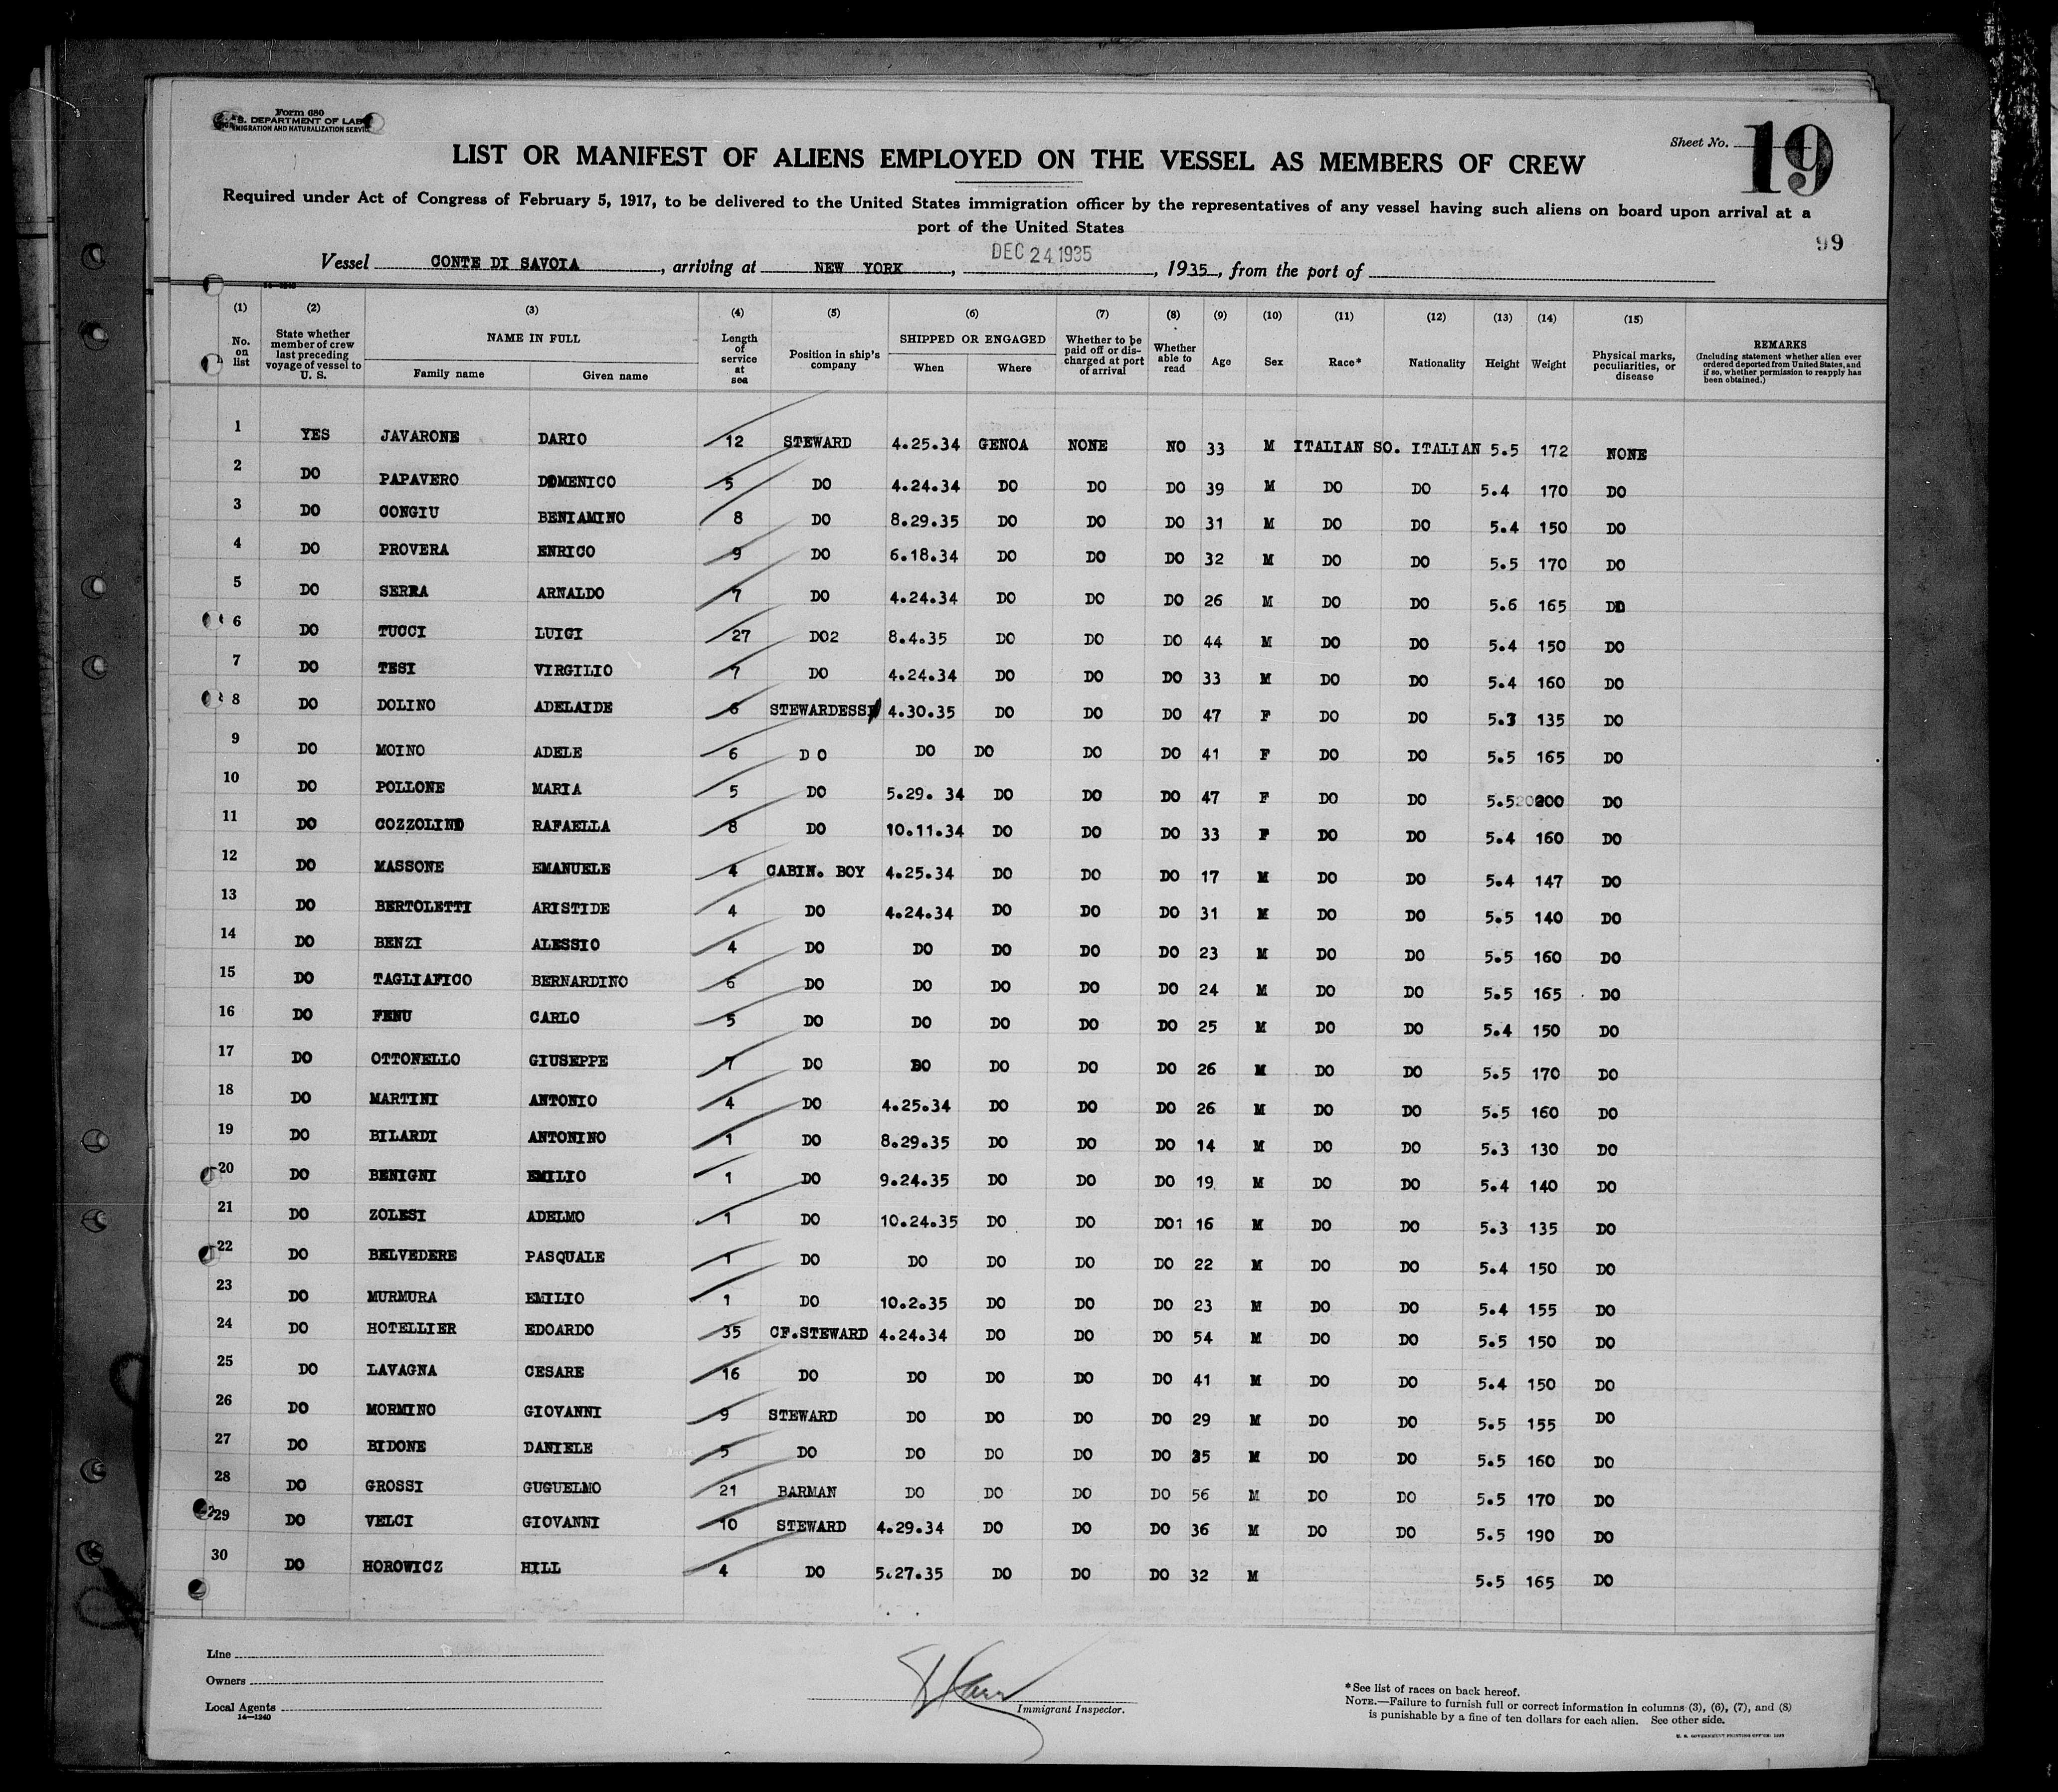 Form 680
U. S. DEPARTMENT OF LABOR
IMMIGRATION AND NATURALIZATION SERVICE
Sheet No. 19
LIST OR MANIFEST OF ALIENS EMPLOYED ON THE VESSEL AS MEMBERS OF CREW
Required under Act of Congress of February 5, 1917, to be delivered to the United States immigration officer by the representatives of any vessel having such aliens on board upon arrival at a
port of the United States
99
Vessel CONTE DI SAVOIA, arriving at NEW YORK, DEC 24 1935, 1935, from the port of
14—1240
(1) (2) (3) (4) (5) (6) (7) (8) (9) (10) (11) (12) (13) (14) (15)
No. on list State whether member of crew last preceding voyage of vessel to U. S. NAME IN FULL Family name Given name Length of service at sea Position in ship's company SHIPPED OR ENGAGED When Where Whether to be paid off or discharged at port of arrival Whether able to read Age Sex Race* Nationality Height Weight Physical marks, peculiarities, or disease REMARKS (Including statement whether alien ever ordered deported from United States, and if so, whether permission to reapply has been obtained.)
1 YES JAVARONE DARIO 12 STEWARD 4.25.34 GENOA NONE NO 33 M ITALIAN SO. ITALIAN 5.5 172 NONE
2 DO PAPAVERO DOMENICO 5 DO 4.24.34 DO DO DO 39 M DO DO 5.4 170 DO
3 DO CONGIU BENIAMINO 8 DO 8.29.35 DO DO DO 31 M DO DO 5.4 150 DO
4 DO PROVERA ENRICO 9 DO 6.18.34 DO DO DO 32 M DO DO 5.5 170 DO
5 DO SERRA ARNALDO 7 DO 4.24.34 DO DO DO 26 M DO DO 5.6 165 DO
6 DO TUCCI LUIGI 27 DO2 8.4.35 DO DO DO 44 M DO DO 5.4 150 DO
7 DO TESI VIRGILIO 7 DO 4.24.34 DO DO DO 33 M DO DO 5.4 160 DO
8 DO DOLINO ADELAIDE 6 STEWARDESS 4.30.35 DO DO DO 47 F DO DO 5.3 135 DO
9 DO MOINO ADELE 6 D O DO DO DO DO 41 F DO DO 5.5 165 DO
10 DO POLLONE MARIA 5 DO 5.29. 34 DO DO DO 47 F DO DO 5.5 200 DO
11 DO COZZOLINO RAFAELLA 8 DO 10.11.34 DO DO DO 33 F DO DO 5.4 160 DO
12 DO MASSONE EMANUELE 4 CABIN. BOY 4.25.34 DO DO DO 17 M DO DO 5.4 147 DO
13 DO BERTOLETTI ARISTIDE 4 DO 4.24.34 DO DO DO 31 M DO DO 5.5 140 DO
14 DO BENZI ALESSIO 4 DO DO DO DO DO 23 M DO DO 5.5 160 DO
15 DO TAGLIAFICO BERNARDINO 6 DO DO DO DO DO 24 M DO DO 5.5 165 DO
16 DO FENU CARLO 5 DO DO DO DO DO 25 M DO DO 5.4 150 DO
17 DO OTTONELLO GIUSEPPE 7 DO DO DO DO DO 26 M DO DO 5.5 170 DO
18 DO MARTINI ANTONIO 4 DO 4.25.34 DO DO DO 26 M DO DO 5.5 160 DO
19 DO BILARDI ANTONINO 1 DO 8.29.35 DO DO DO 14 M DO DO 5.3 130 DO
20 DO BENIGNI EMILIO 1 DO 9.24.35 DO DO DO 19 M DO DO 5.4 140 DO
21 DO ZOLESI ADELMO 1 DO 10.24.35 DO DO DO1 16 M DO DO 5.3 135 DO
22 DO BELVEDERE PASQUALE 1 DO DO DO DO DO 22 M DO DO 5.4 150 DO
23 DO MURMURA EMILIO 1 DO 10.2.35 DO DO DO 23 M DO DO 5.4 155 DO
24 DO HOTELLIER EDOARDO 35 CF.STEWARD 4.24.34 DO DO DO 54 M DO DO 5.5 150 DO
25 DO LAVAGNA CESARE 16 DO DO DO DO DO 41 M DO DO 5.4 150 DO
26 DO MORMINO GIOVANNI 9 STEWARD DO DO DO DO 29 M DO DO 5.5 155 DO
27 DO BIDONE DANIELE 5 DO DO DO DO DO M DO DO 5.5 160 DO
28 DO GROSSI GUGUELMO 21 BARMAN DO DO DO DO 56 M DO DO 5.5 170 DO
29 DO VELCI GIOVANNI 10 STEWARD 4.29.34 DO DO DO 36 M DO DO 5.5 190 DO
30 DO HOROWICZ HILL 4 DO 5.27.35 DO DO DO 32 M 5.5 165 DO
Line
Owners
Local Agents
14—1240
Immigrant Inspector.
*See list of races on back hereof.
NOTE.—Failure to furnish full or correct information in columns (3), (6), (7), and (8)
is punishable by a fine of ten dollars for each alien. See other side.